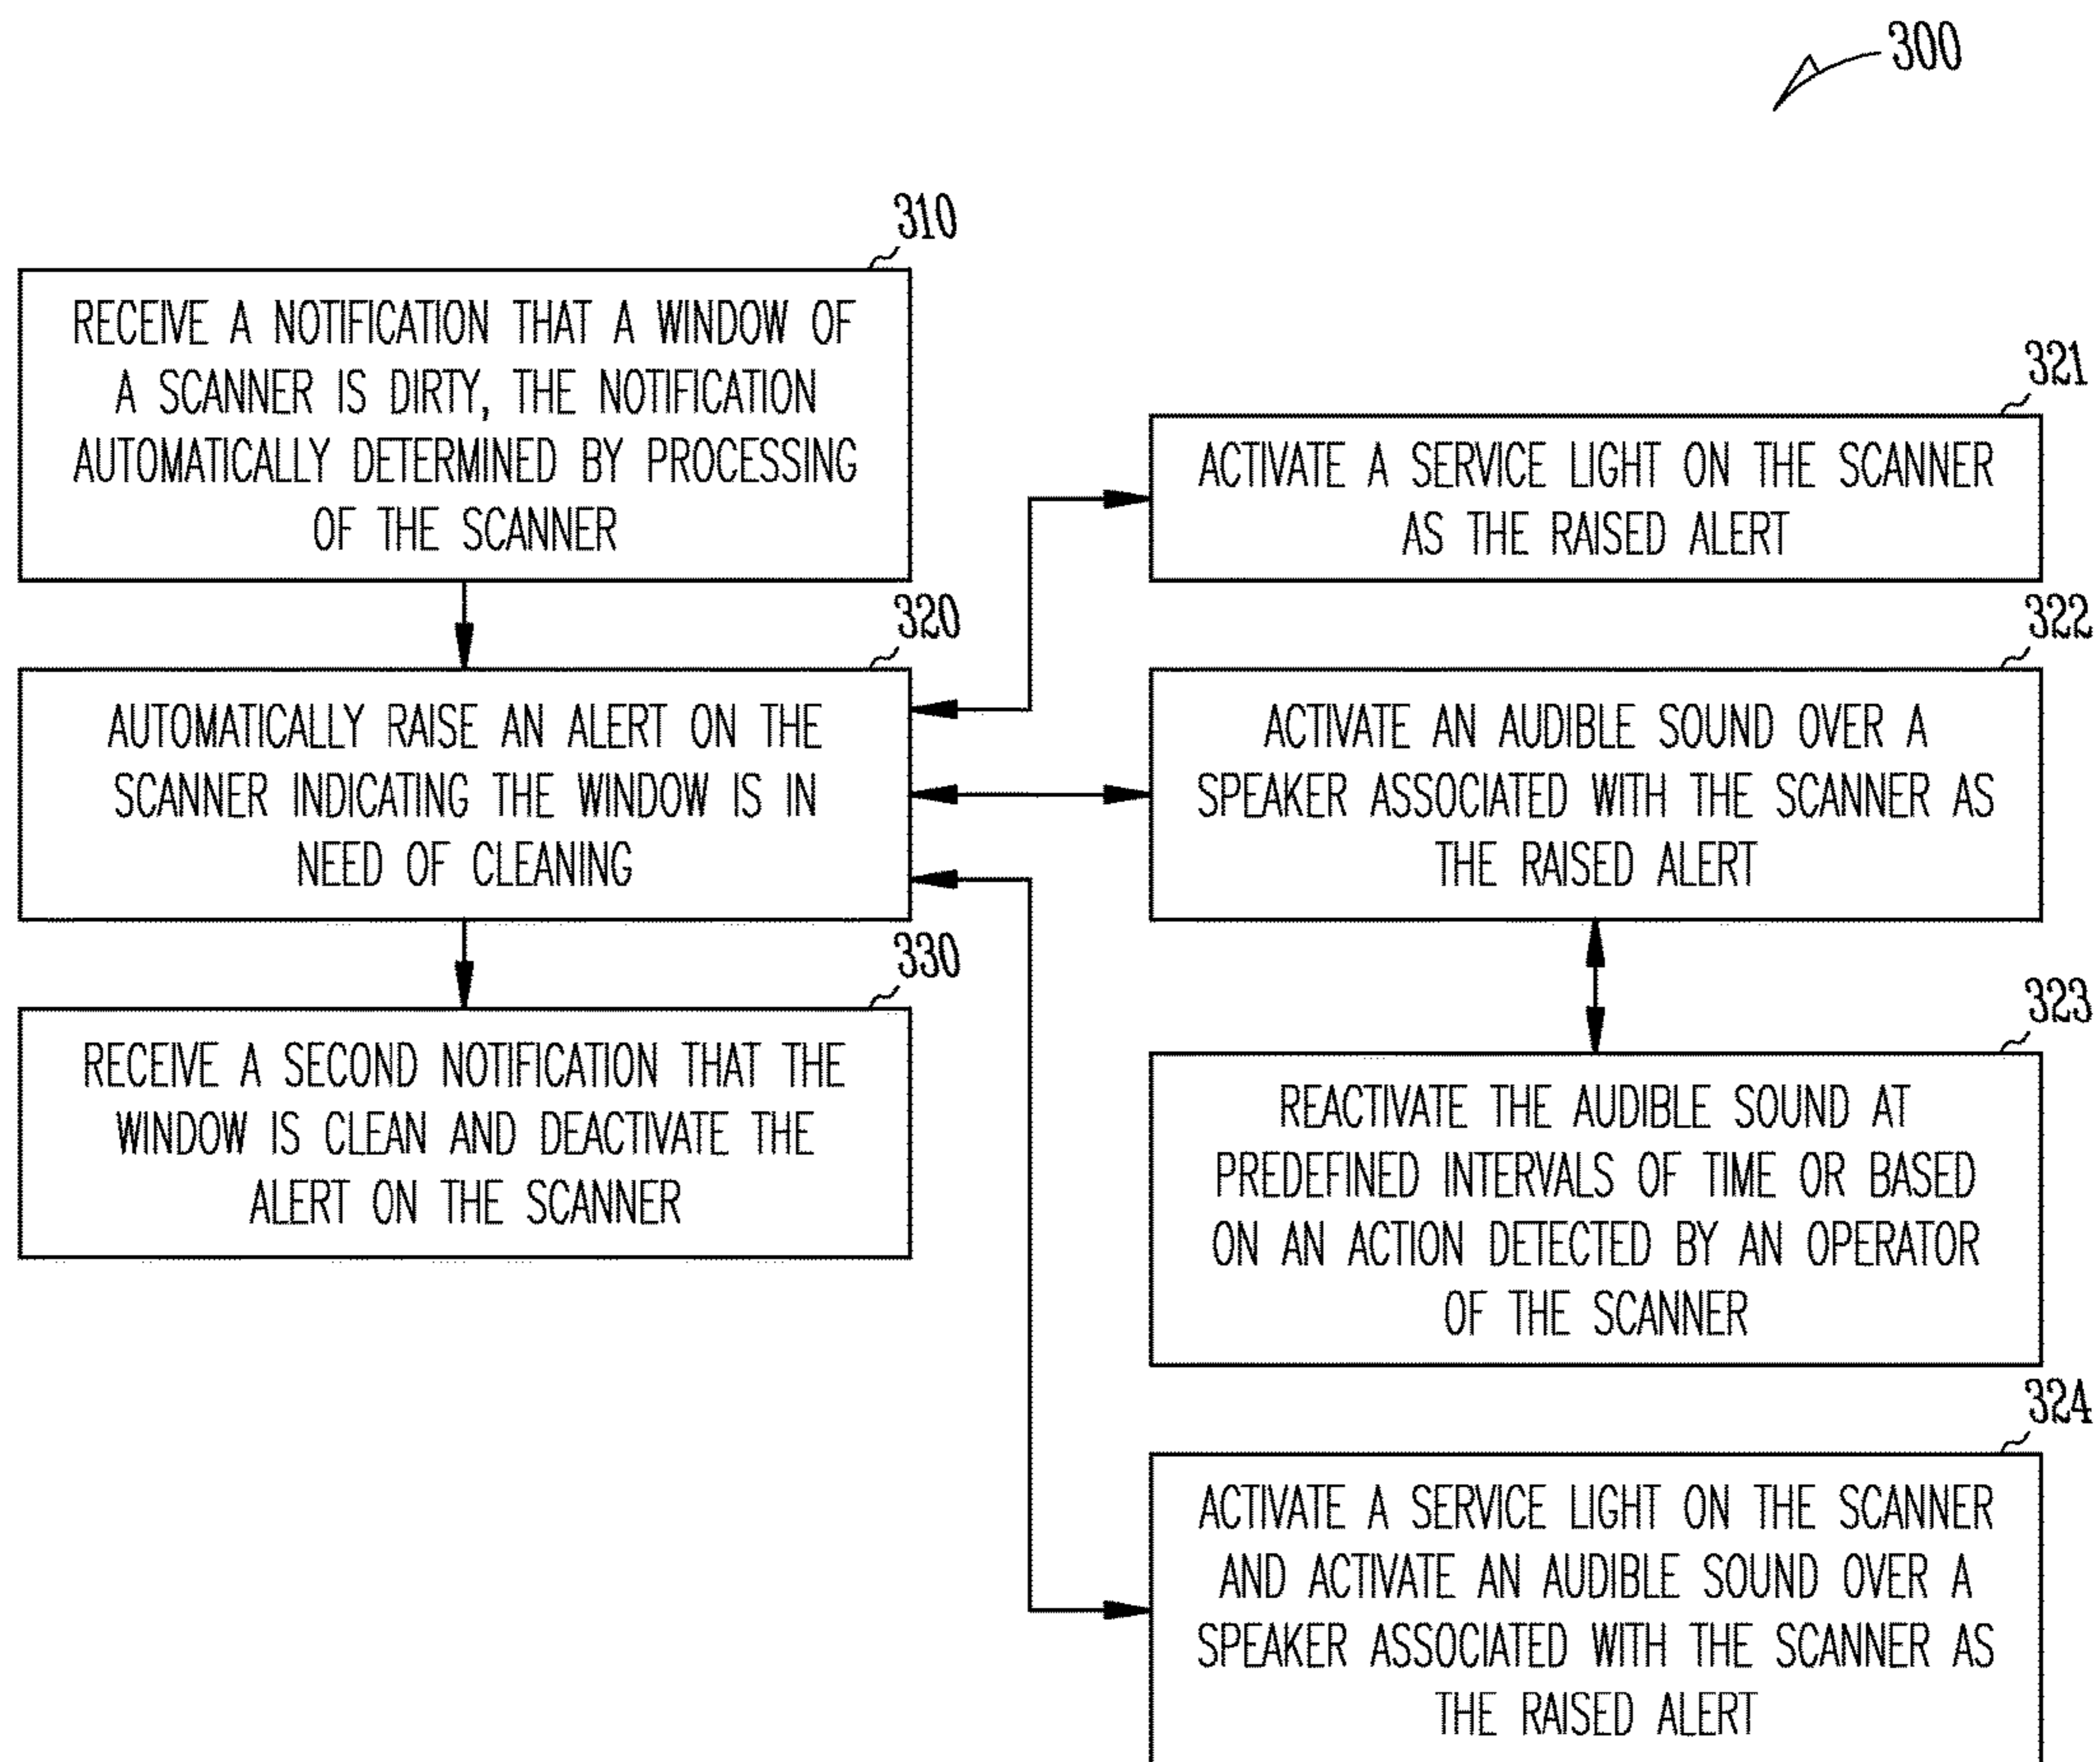 300
310
RECEIVE A NOTIFICATION THAT A WINDOW OF
A SCANNER IS DIRTY, THE NOTIFICATION
AUTOMATICALLY DETERMINED BY PROCESSING
OF THE SCANNER
320
AUTOMATICALLY RAISE AN ALERT ON THE
SCANNER INDICATING THE WINDOW IS IN
NEED OF CLEANING
330
RECEIVE A SECOND NOTIFICATION THAT THE
WINDOW IS CLEAN AND DEACTIVATE THE
ALERT ON THE SCANNER
321
ACTIVATE A SERVICE LIGHT ON THE SCANNER
AS THE RAISED ALERT
322
ACTIVATE AN AUDIBLE SOUND OVER A
SPEAKER ASSOCIATED WITH THE SCANNER AS
THE RAISED ALERT
323
REACTIVATE THE AUDIBLE SOUND AT
PREDEFINED INTERVALS OF TIME OR BASED
ON AN ACTION DETECTED BY AN OPERATOR
OF THE SCANNER
324
ACTIVATE A SERVICE LIGHT ON THE SCANNER
AND ACTIVATE AN AUDIBLE SOUND OVER A
SPEAKER ASSOCIATED WITH THE SCANNER AS
THE RAISED ALERT